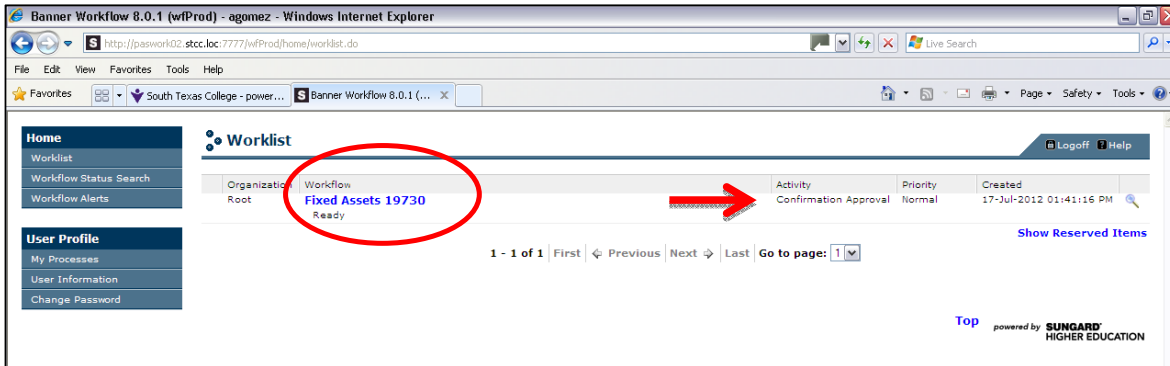 Banner Workflow 8.0.1 (wfProd) - agomez - Windows Internet Explorer
http://paswork02.stcc.loc:7777/wfProd/home/worklist.do
Live Search
File Edit View Favorites Tools Help
Favorites South Texas College - power... Banner Workflow 8.0.1 (... Page Safety Tools
Home
Worklist
Workflow Status Search
Workflow Alerts
User Profile
My Processes
User Information
Change Password
Worklist
Logoff Help
Organization Workflow Activity Priority Created
Root Fixed Assets 19730 Confirmation Approval Normal 17-Jul-2012 01:41:16 PM
Ready
Show Reserved Items
1 - 1 of 1 First Previous Next Last Go to page: 1
Top powered by SUNGARD'
HIGHER EDUCATION